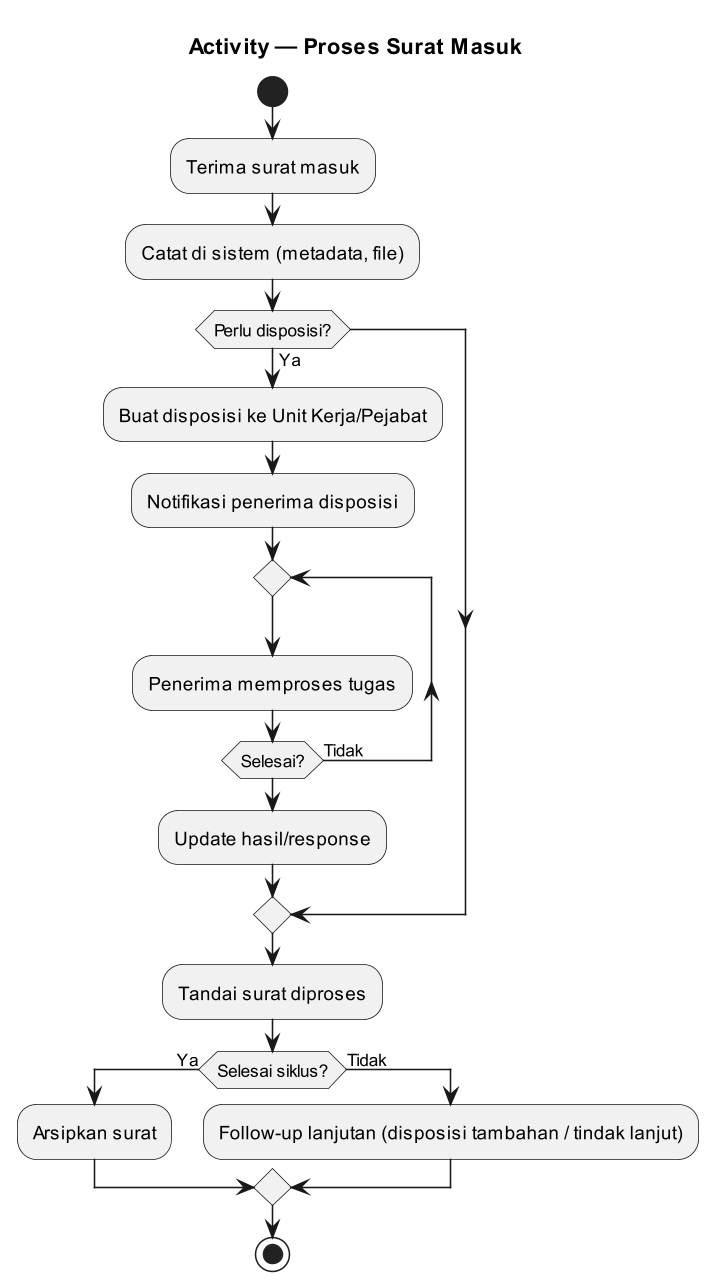 Activity — Proses Surat Masuk
Terima surat masuk
Catat di sistem (metadata, file)
Perlu disposisi?
Ya
Buat disposisi ke Unit Kerja/Pejabat
Notifikasi penerima disposisi
Penerima memproses tugas
Selesai?
Tidak
Update hasil/response
Tandai surat diproses
Ya
Selesai siklus?
Tidak
Arsipkan surat
Follow-up lanjutan (disposisi tambahan / tindak lanjut)